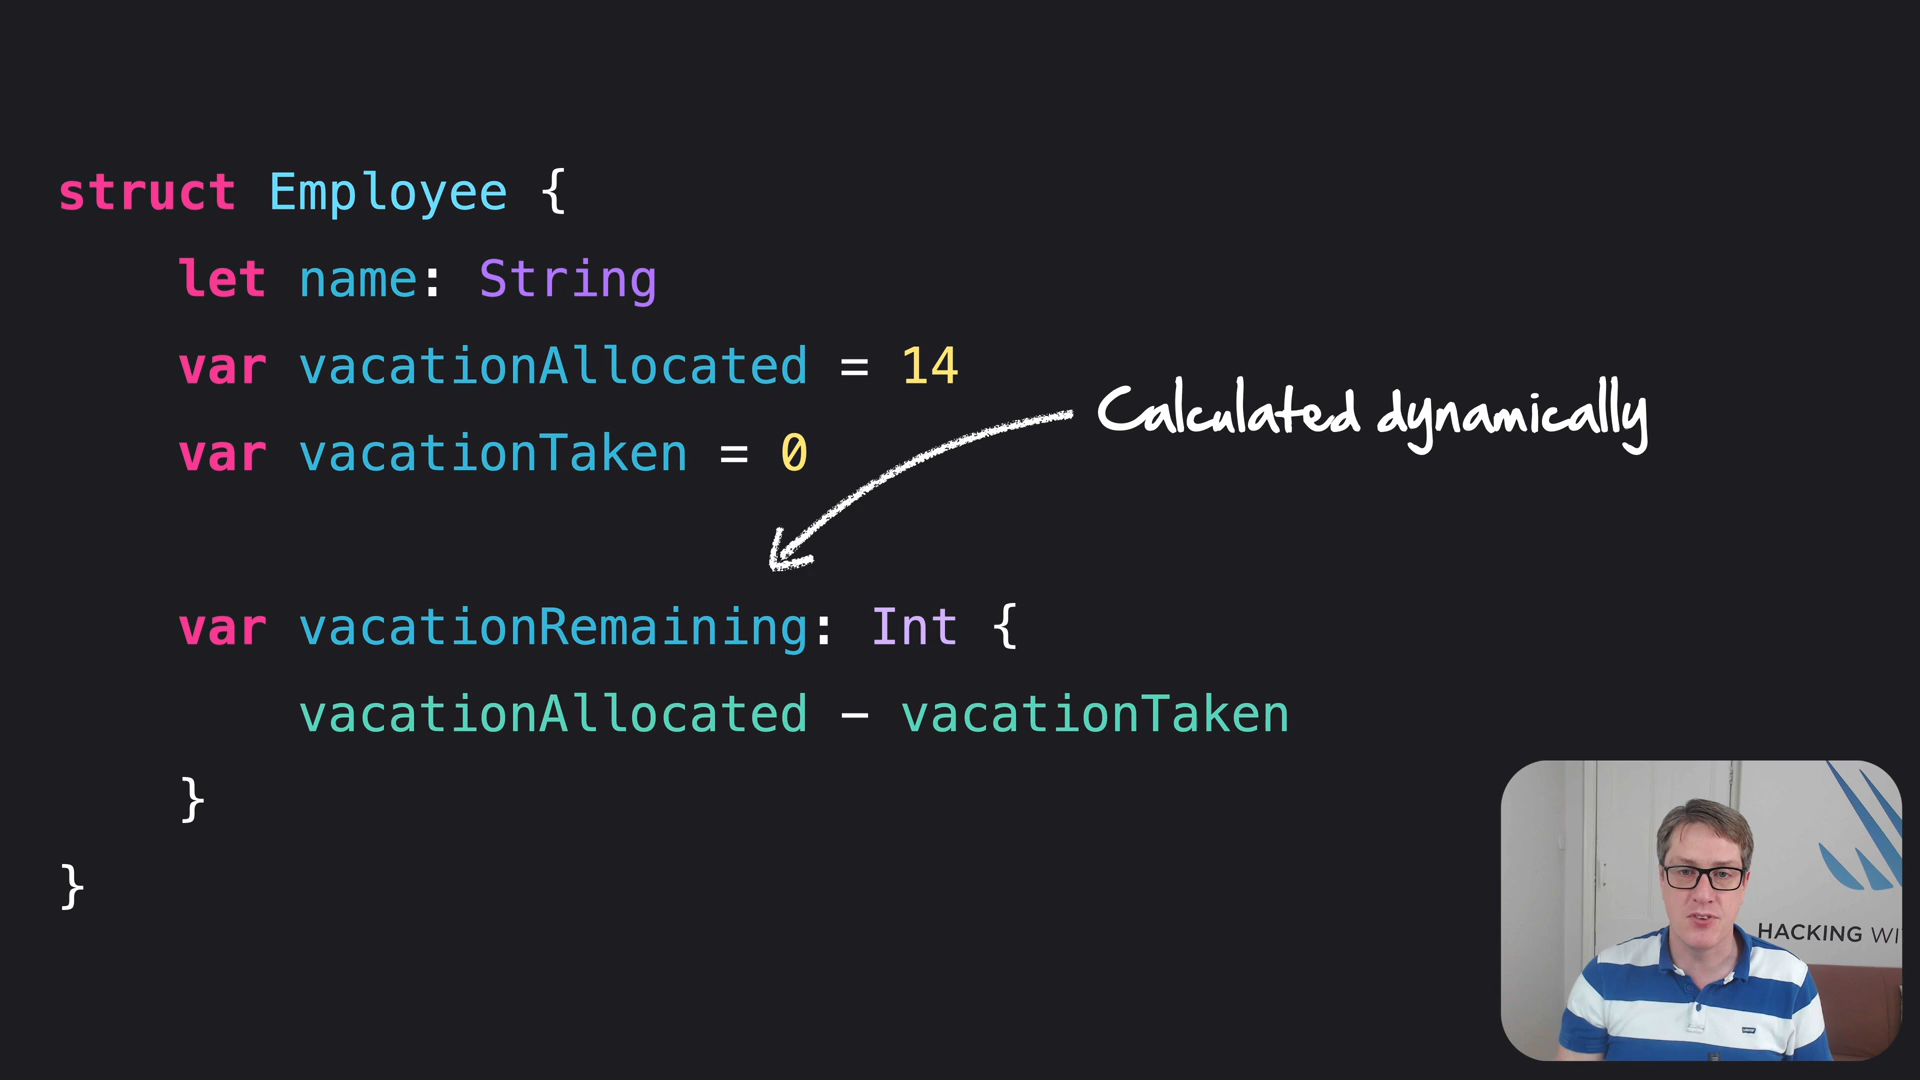 struct Employee {
let name: String
var vacationAllocated = 14
Calculated dynamically
var vacationTaken = 0
var vacationRemaining: Int {
vacationAllocated - vacationTaken
}
}
HACKING WI